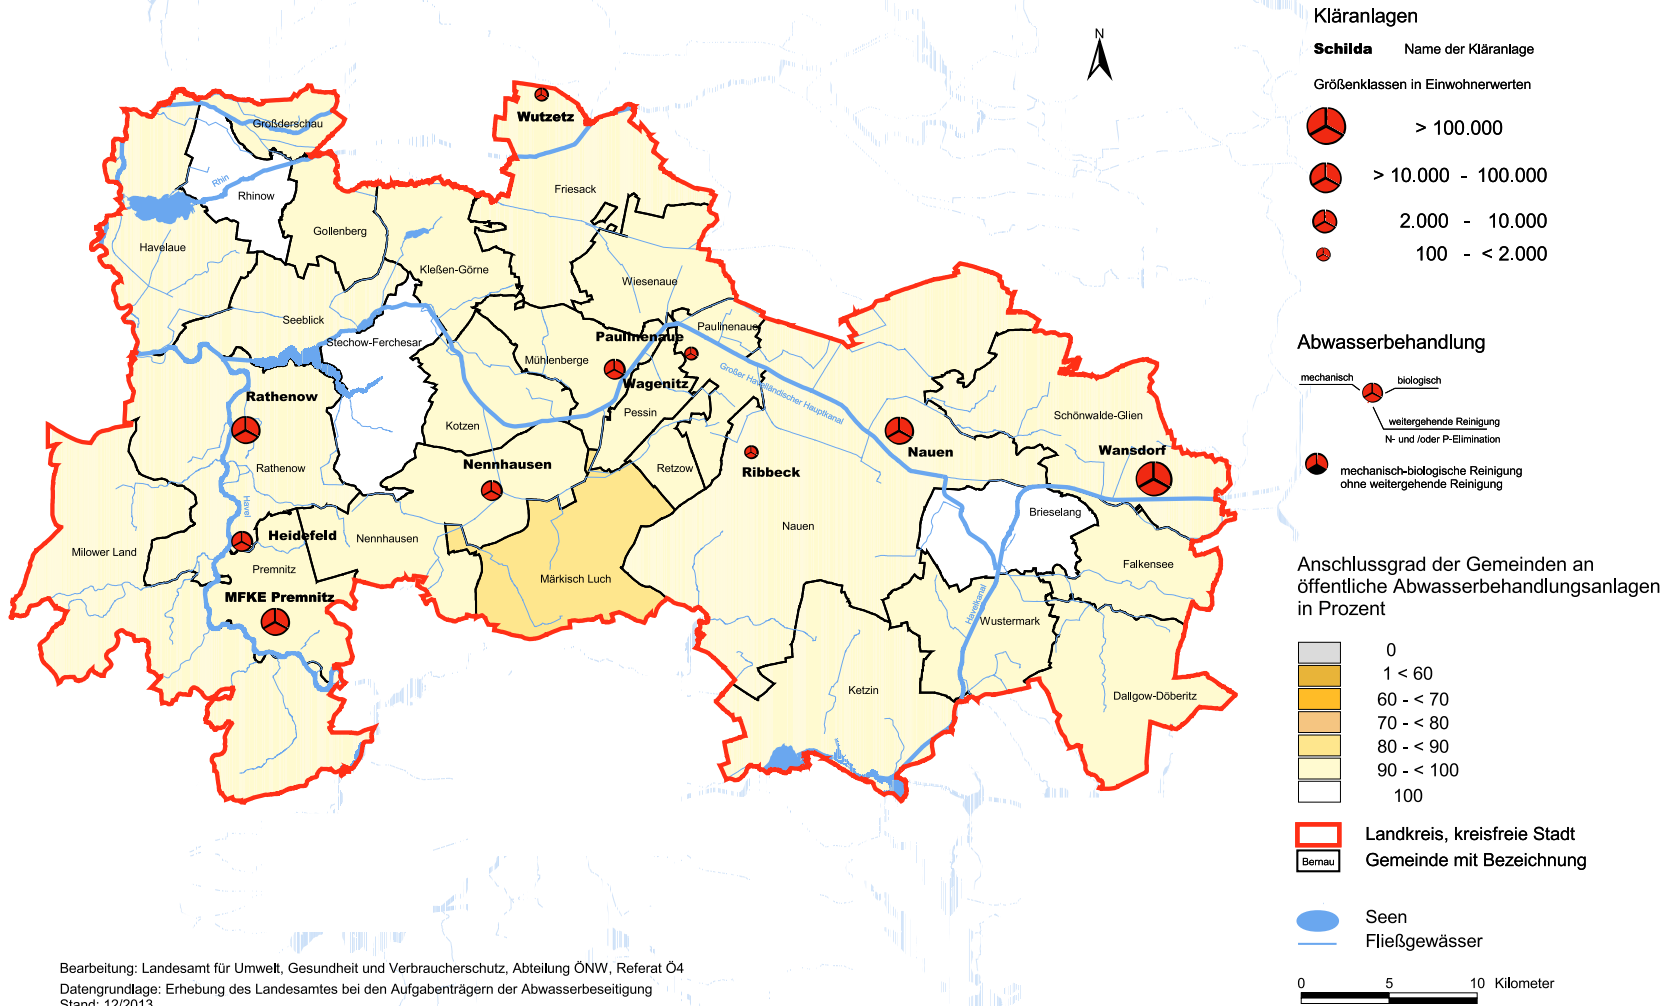 Kläranlagen
Schilda Name der Kläranlage
Größenklassen in Einwohnerwerten
> 100.000
> 10.000 - 100.000
2.000 - 10.000
100 - < 2.000
Abwasserbehandlung
mechanisch biologisch
weitergehende Reinigung
N- und /oder P-Elimination
mechanisch-biologische Reinigung
ohne weitergehende Reinigung
Anschlussgrad der Gemeinden an
öffentliche Abwasserbehandlungsanlagen
in Prozent
0
1 < 60
60 - < 70
70 - < 80
80 - < 90
90 - < 100
100
Landkreis, kreisfreie Stadt
Bernau Gemeinde mit Bezeichnung
Seen
Fließgewässer
0 5 10 Kilometer
N
Wutzetz
Großderschau
Friesack
Rhin
Rhinow
Gollenberg
Havelaue
Kleßen-Görne
Wiesenaue
Seeblick
Stechow-Ferchesar
Paulinenaue
Paulinenaue
Mühlenberge
Großer Havelländischer Hauptkanal
Wagenitz
Rathenow
Pessin
Schönwalde-Glien
Kotzen
Nauen
Wansdorf
Nennhausen
Rathenow
Retzow
Ribbeck
Havel
Brieselang
Nauen
Heidefeld
Nennhausen
Milower Land
Premnitz
Märkisch Luch
Falkensee
MFKE Premnitz
Havelkanal
Wustermark
Ketzin
Dallgow-Döberitz
Bearbeitung: Landesamt für Umwelt, Gesundheit und Verbraucherschutz, Abteilung ÖNW, Referat Ö4
Datengrundlage: Erhebung des Landesamtes bei den Aufgabenträgern der Abwasserbeseitigung
Stand: 12/2013